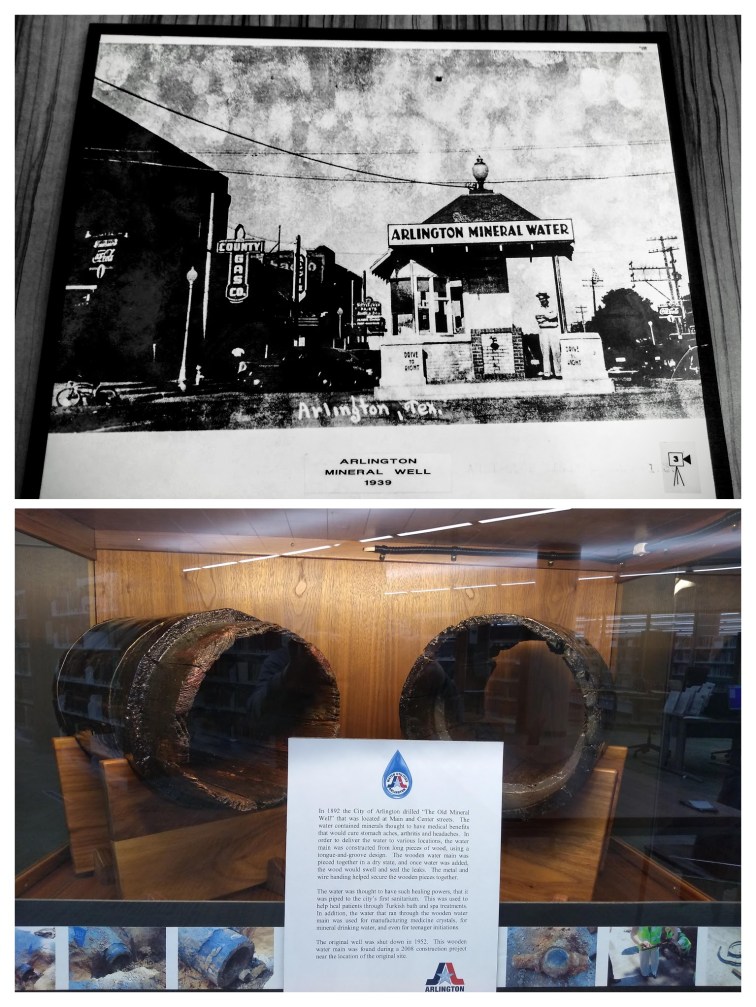 ARLINGTON MINERAL WATER
COUNTY
GAS
CO.
DRIVE
TO
RIGHT
DRIVE
TO
RIGHT
Arlington, Tex.
ARLINGTON
MINERAL WELL
1939
3
In 1892 the City of Arlington drilled "The Old Mineral
Well" that was located at Main and Center streets. The
water contained minerals thought to have medical benefits
that would cure stomach aches, arthritis and headaches. In
order to deliver the water to various locations, the water
main was constructed from long pieces of wood, using a
tongue-and-groove design. The wooden water main was
pieced together in a dry state, and once water was added,
the wood would swell and seal the leaks. The metal and
wire banding helped secure the wooden pieces together.
The water was thought to have such healing powers, that it
was piped to the city's first sanitarium. This was used to
help heal patients through Turkish bath and spa treatments.
In addition, the water that ran through the wooden water
main was used for manufacturing medicine crystals, for
mineral drinking water, and even for teenager initiations.
The original well was shut down in 1952. This wooden
water main was found during a 2008 construction project
near the location of the original site.
ARLINGTON